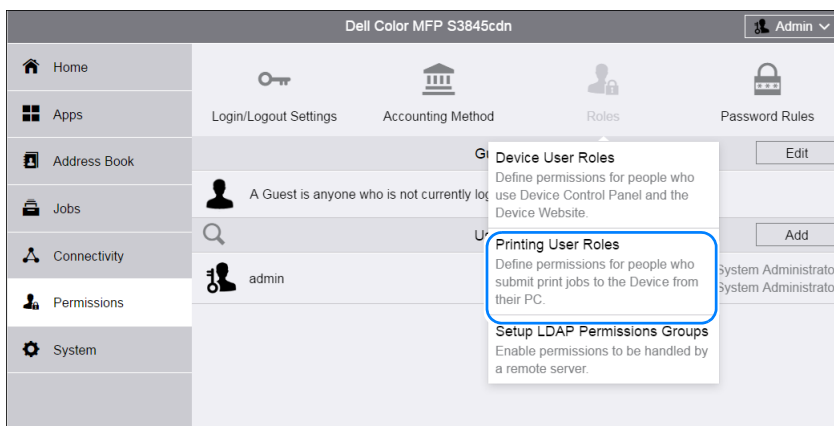 Dell Color MFP S3845cdn
Admin
Home
Apps
Address Book
Jobs
Connectivity
Permissions
System
Login/Logout Settings
Accounting Method
Roles
Password Rules
Edit
A Guest is anyone who is not currently
Add
admin
System Administrato
System Administrato
Device User Roles
Define permissions for people who
use Device Control Panel and the
Device Website.
Printing User Roles
Define permissions for people who
submit print jobs to the Device from
their PC.
Setup LDAP Permissions Groups
Enable permissions to be handled by
a remote server.